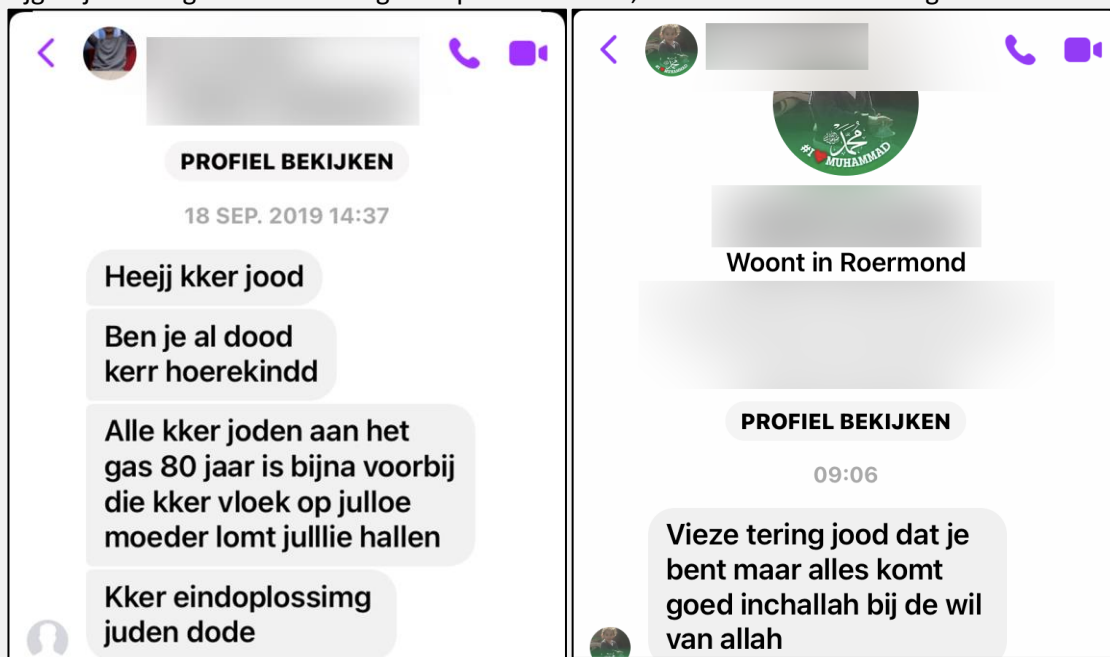 PROFIEL BEKIJKEN
18 SEP. 2019 14:37
Heejj kker jood
Ben je al dood
kerr hoerekindd
Alle kker joden aan het
gas 80 jaar is bijna voorbij
die kker vloek op julloe
moeder lomt julllie hallen
Kker eindoplossimg
juden dode
#I MUHAMMAD
محمد
Woont in Roermond
PROFIEL BEKIJKEN
09:06
Vieze tering jood dat je
bent maar alles komt
goed inchallah bij de wil
van allah